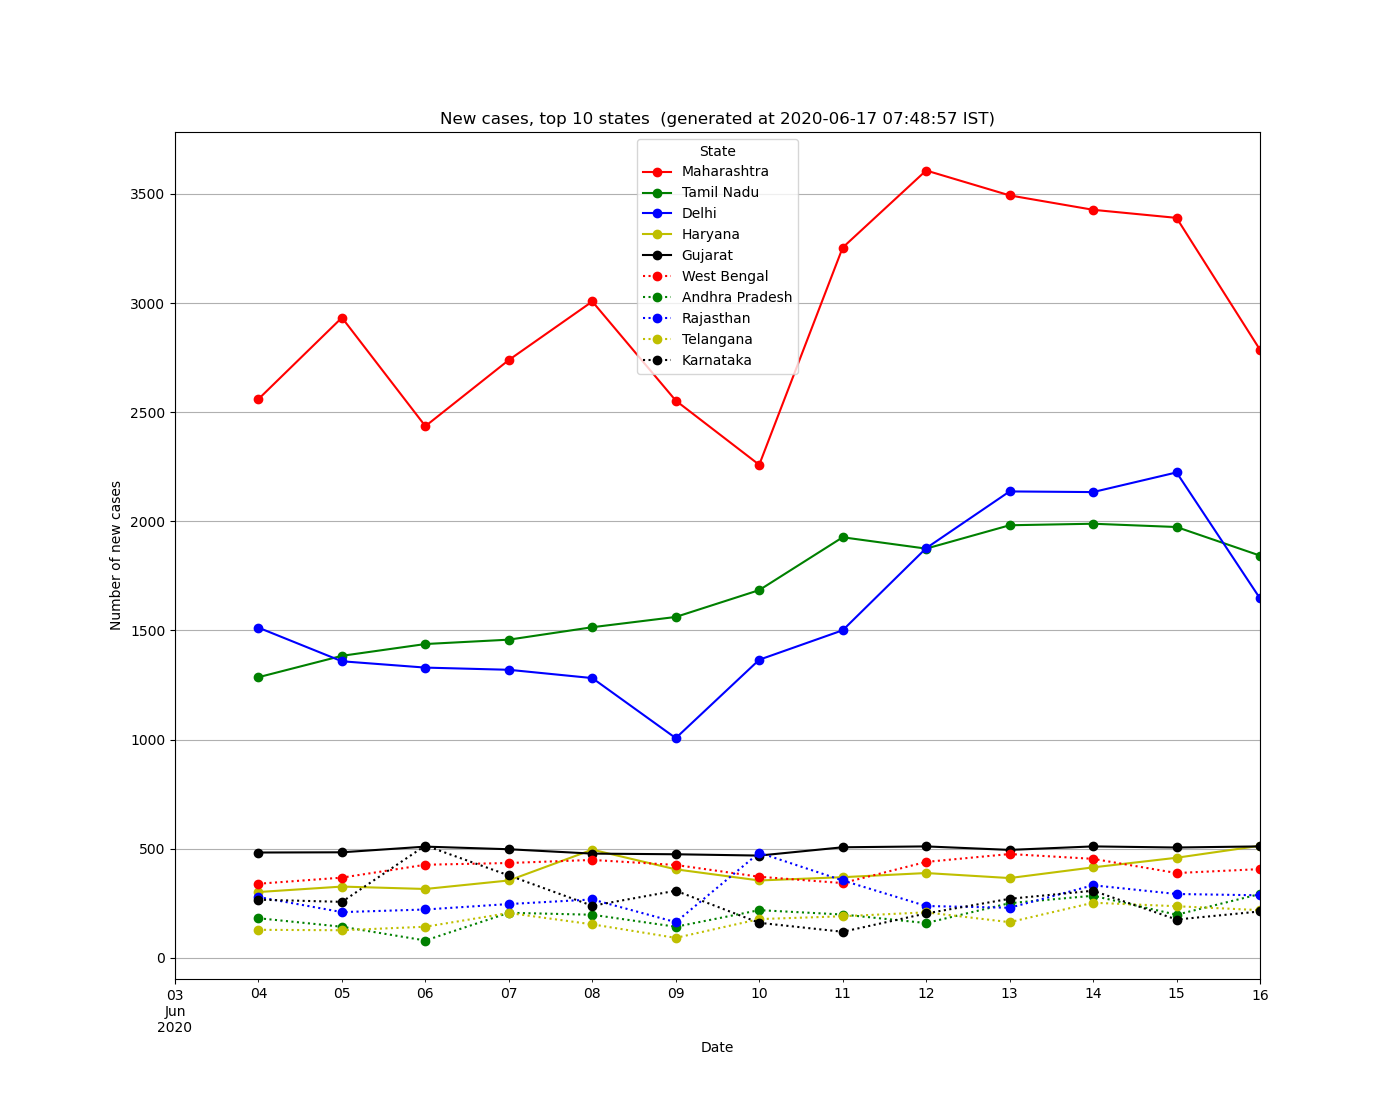 New cases, top 10 states  (generated at 2020-06-17 07:48:57 IST)
State
Maharashtra
Tamil Nadu
Delhi
Haryana
Gujarat
West Bengal
Andhra Pradesh
Rajasthan
Telangana
Karnataka
Number of new cases
3500
3000
2500
2000
1500
1000
500
0
03 04 05 06 07 08 09 10 11 12 13 14 15 16
Jun
2020
Date